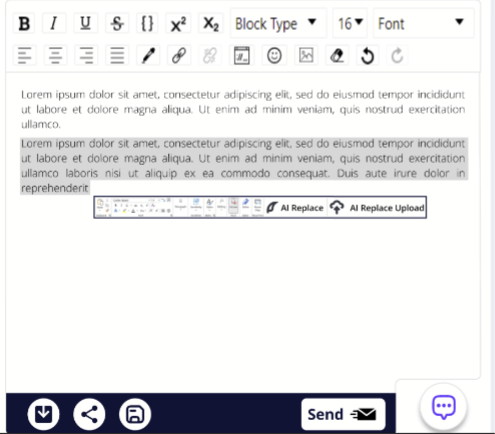 B I U S {} X² X₂ Block Type 16 Font
Lorem ipsum dolor sit amet, consectetur adipiscing elit, sed do eiusmod tempor incididunt
ut labore et dolore magna aliqua. Ut enim ad minim veniam, quis nostrud exercitation
ullamco.
Lorem ipsum dolor sit amet, consectetur adipiscing elit, sed do eiusmod tempor incididunt
ut labore et dolore magna aliqua. Ut enim ad minim veniam, quis nostrud exercitation
ullamco laboris nisi ut aliquip ex ea commodo consequat. Duis aute irure dolor in
reprehenderit
AI Replace AI Replace Upload
Send